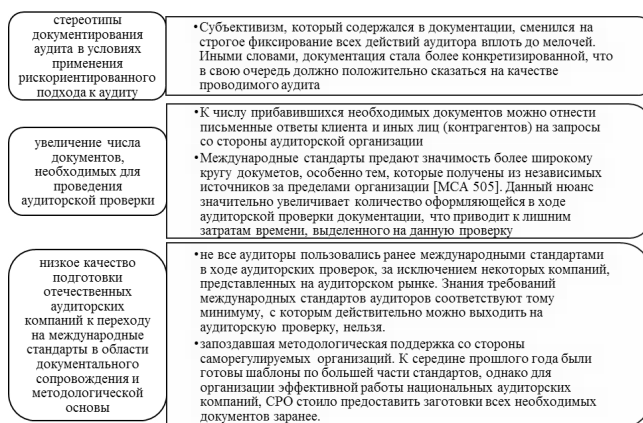 стереотипы
документирования
аудита в условиях
применения
рискориентированного
подхода к аудиту
•Субъективизм, который содержался в документации, сменился на
строгое фиксирование всех действий аудитора вплоть до мелочей.
Иными словами, документация стала более конкретизированной, что
в свою очередь должно положительно сказаться на качестве
проводимого аудита
увеличение числа
документов,
необходимых для
проведения
аудиторской проверки
•К числу прибавившихся необходимых документов можно отнести
письменные ответы клиента и иных лиц (контрагентов) на запросы
со стороны аудиторской организации
•Международные стандарты предают значимость более широкому
кругу докуметов, особенно тем, которые получены из независимых
источников за пределами организации [МСА 505]. Данный нюанс
значительно увеличивает количество оформляющейся в ходе
аудиторской проверки документации, что приводит к лишним
затратам времени, выделенного на данную проверку
низкое качество
подготовки
отечественных
аудиторских
компаний к переходу
на международные
стандарты в области
документального
сопровождения и
методологической
основы
•не все аудиторы пользовались ранее международными стандартами
в ходе аудиторских проверок, за исключением некоторых компаний,
представленных на аудиторском рынке. Знания требований
международных стандартов аудиторов соответствуют тому
минимуму, с которым действительно можно выходить на
аудиторскую проверку, нельзя.
•запоздавшая методологическая поддержка со стороны
саморегулируемых организаций. К середине прошлого года были
готовы шаблоны по большей части стандартов, однако для
организации эффективной работы национальных аудиторских
компаний, СРО стоило предоставить заготовки всех необходимых
документов заранее.